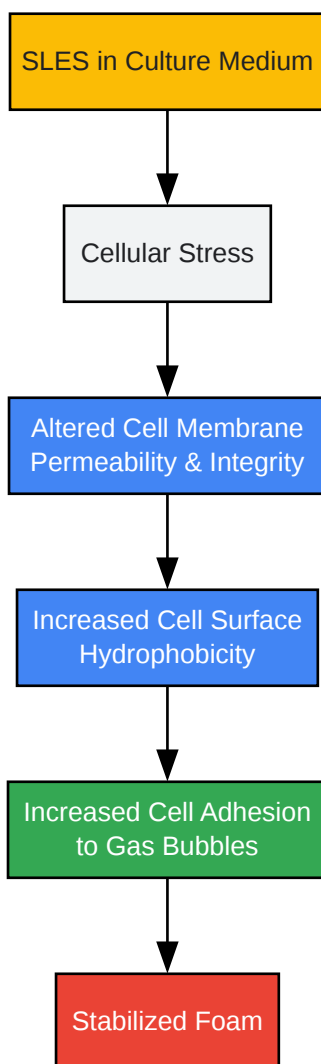 SLES in Culture Medium
Cellular Stress
Altered Cell Membrane
Permeability & Integrity
Increased Cell Surface
Hydrophobicity
Increased Cell Adhesion
to Gas Bubbles
Stabilized Foam